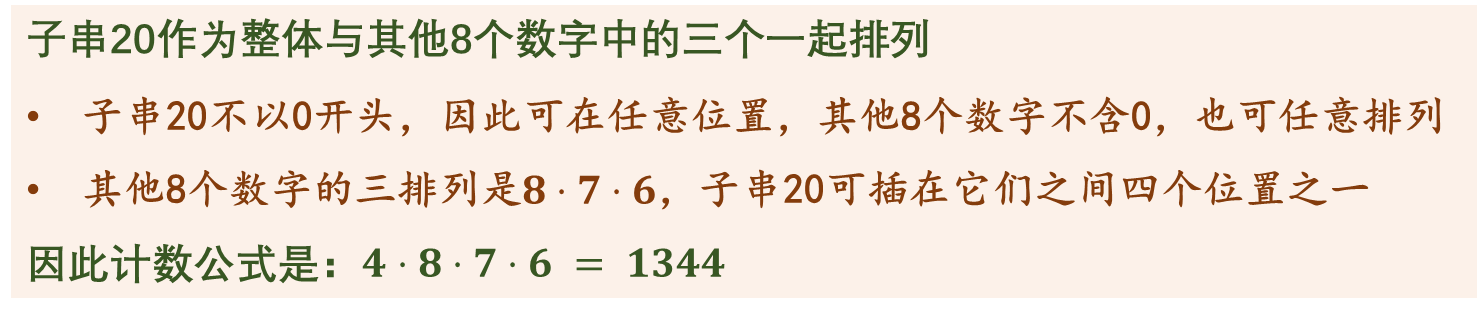 子串20作为整体与其他8个数字中的三个一起排列
• 子串20不以0开头，因此可在任意位置，其他8个数字不含0，也可任意排列
• 其他8个数字的三排列是8 · 7 · 6，子串20可插在它们之间四个位置之一
因此计数公式是：4 · 8 · 7 · 6 = 1344